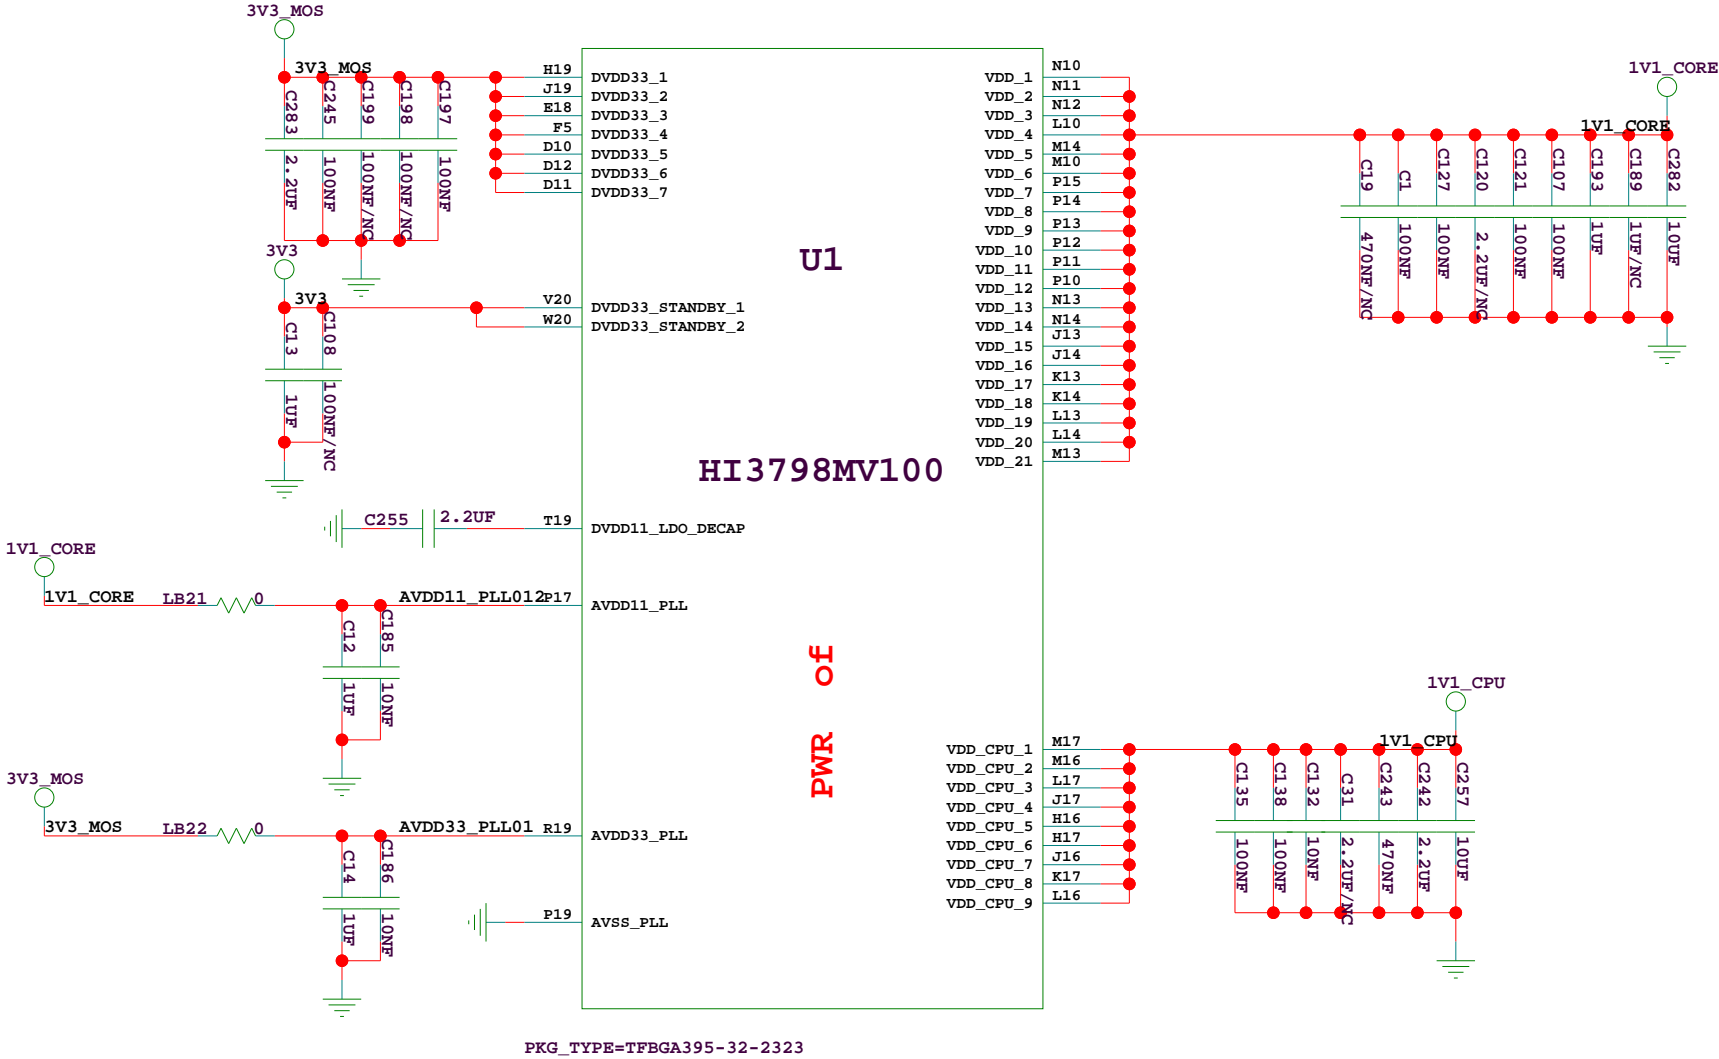 3V3_MOS
3V3_MOS
C283
C245
C199
C198
C197
2.2UF
100NF
100NF/NC
100NF/NC
100NF
H19 DVDD33_1
J19 DVDD33_2
E18 DVDD33_3
F5 DVDD33_4
D10 DVDD33_5
D12 DVDD33_6
D11 DVDD33_7
3V3
3V3
C13
C108
1UF
100NF/NC
V20 DVDD33_STANDBY_1
W20 DVDD33_STANDBY_2
C255 2.2UF T19 DVDD11_LDO_DECAP
1V1_CORE
1V1_CORE LB21 0 AVDD11_PLL012 P17 AVDD11_PLL
C12
C185
1UF
10NF
3V3_MOS
3V3_MOS LB22 0 AVDD33_PLL01 R19 AVDD33_PLL
C14
C186
1UF
10NF
P19 AVSS_PLL
U1
HI3798MV100
PWR of
VDD_1 N10
VDD_2 N11
VDD_3 N12
VDD_4 L10
VDD_5 M14
VDD_6 M10
VDD_7 P15
VDD_8 P14
VDD_9 P13
VDD_10 P12
VDD_11 P11
VDD_12 P10
VDD_13 N13
VDD_14 N14
VDD_15 J13
VDD_16 J14
VDD_17 K13
VDD_18 K14
VDD_19 L13
VDD_20 L14
VDD_21 M13
1V1_CORE
1V1_CORE
C19
C1
C127
C120
C121
C107
C193
C189
C282
470NF/NC
100NF
100NF
2.2UF/NC
100NF
100NF
1UF
1UF/NC
10UF
VDD_CPU_1 M17
VDD_CPU_2 M16
VDD_CPU_3 L17
VDD_CPU_4 J17
VDD_CPU_5 H16
VDD_CPU_6 H17
VDD_CPU_7 J16
VDD_CPU_8 K17
VDD_CPU_9 L16
1V1_CPU
1V1_CPU
C135
C138
C132
C31
C243
C242
C257
100NF
100NF
10NF
2.2UF/NC
470NF
2.2UF
10UF
PKG_TYPE=TFBGA395-32-2323